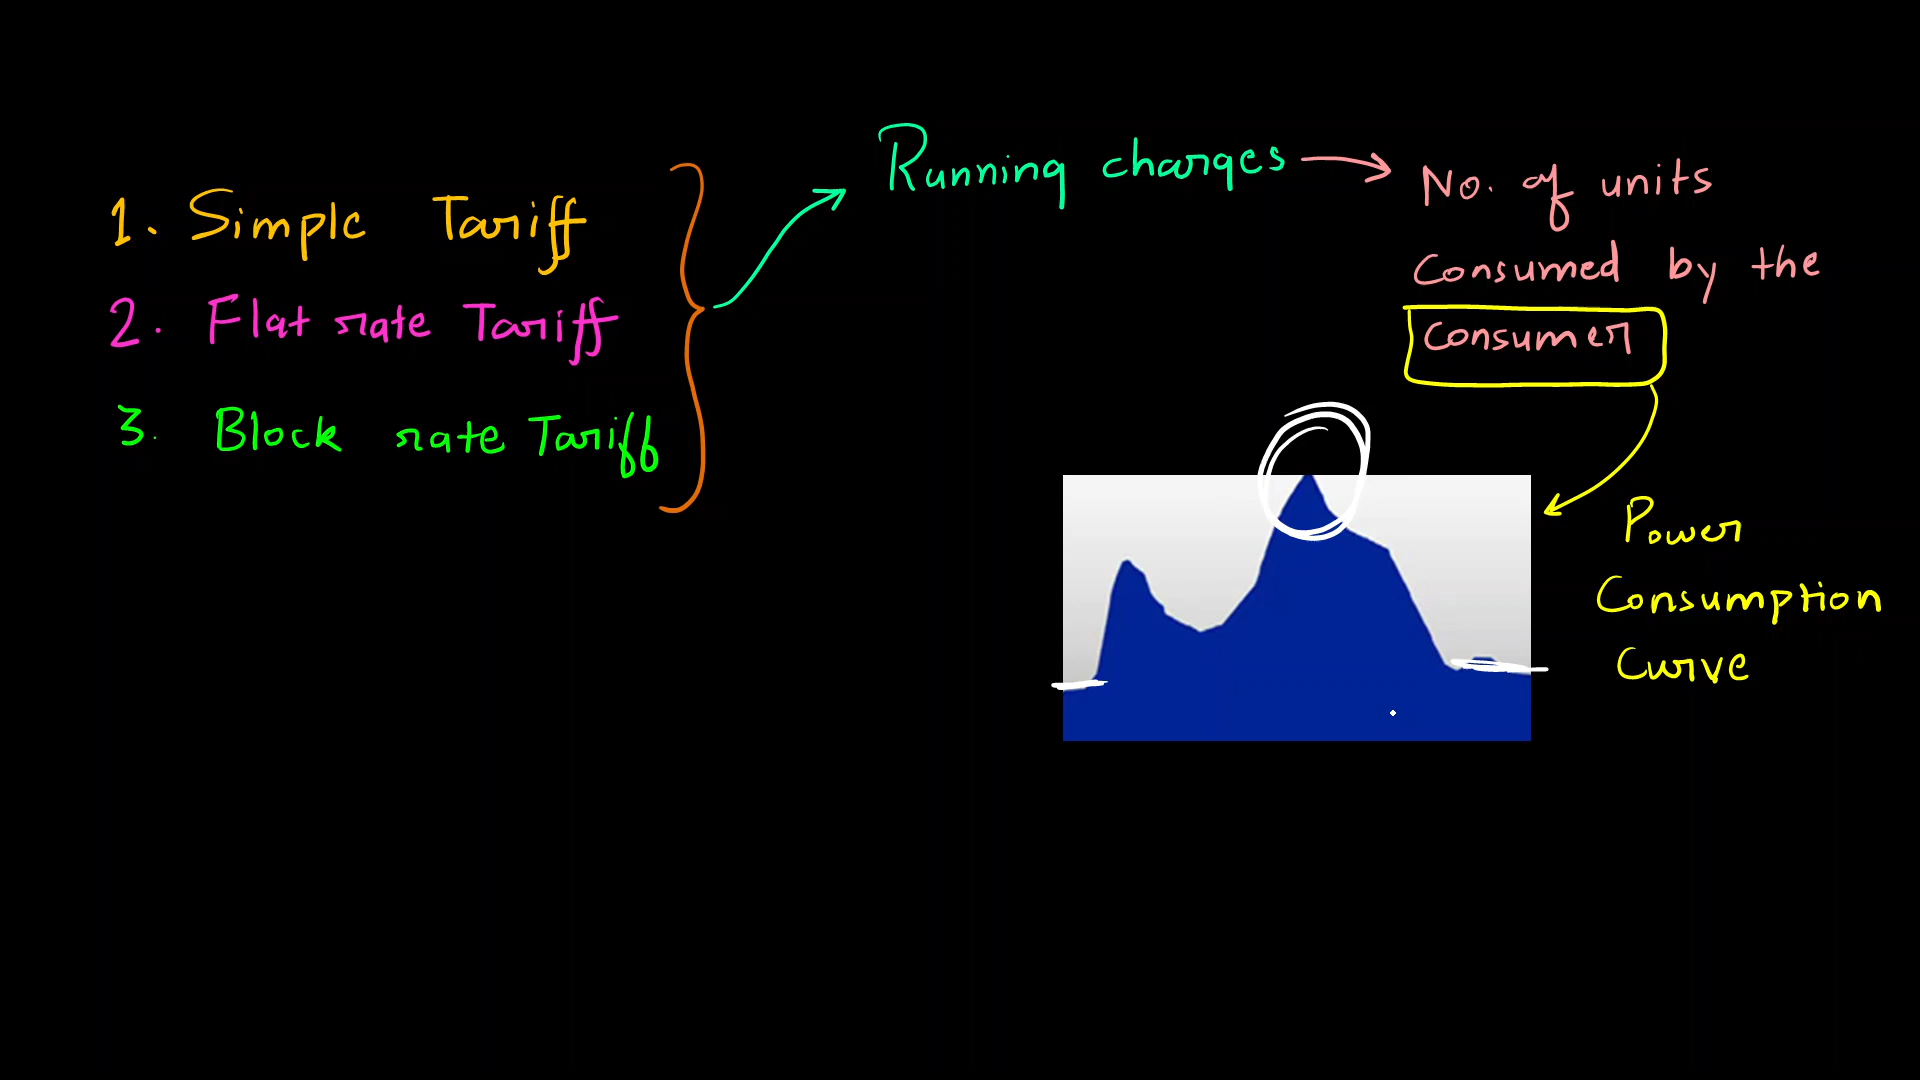 1. Simple Tariff
2. Flat rate Tariff
3. Block rate Tariff
Running charges
No. of units
Consumed by the
Consumer
Power
Consumption
Curve